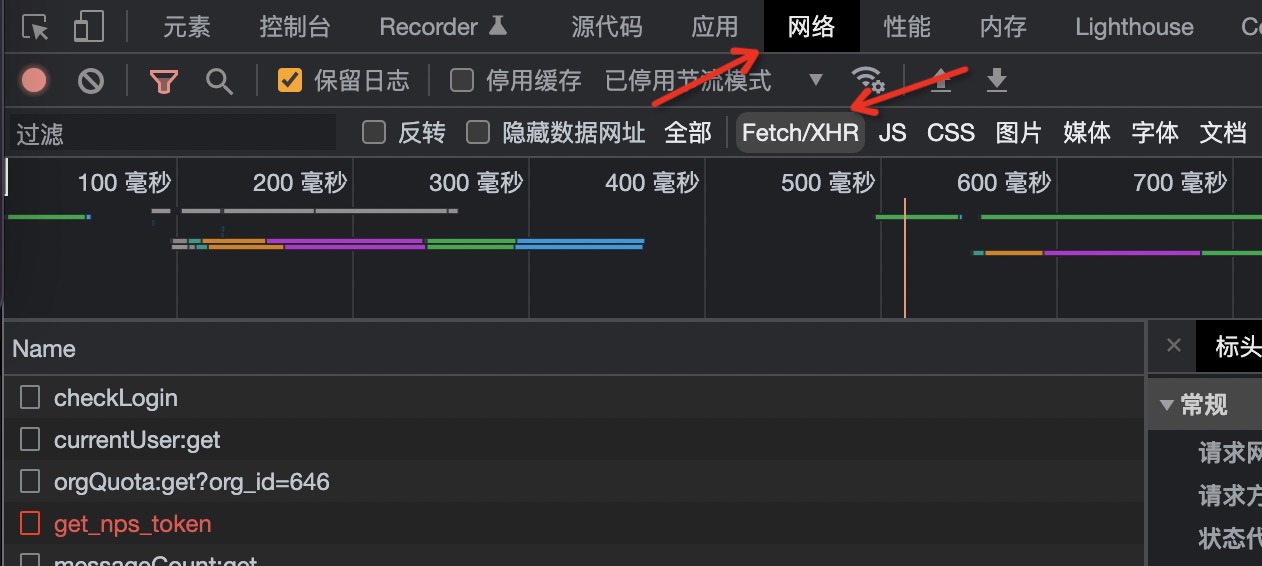 元素 控制台 Recorder 源代码 应用 网络 性能 内存 Lighthouse
保留日志 停用缓存 已停用节流模式
过滤 反转 隐藏数据网址 全部 Fetch/XHR JS CSS 图片 媒体 字体 文档
100 毫秒 200 毫秒 300 毫秒 400 毫秒 500 毫秒 600 毫秒 700 毫秒
Name
标头
checkLogin
常规
currentUser:get
请求网
orgQuota:get?org_id=646
请求方
get_nps_token
状态代
messageCount:get